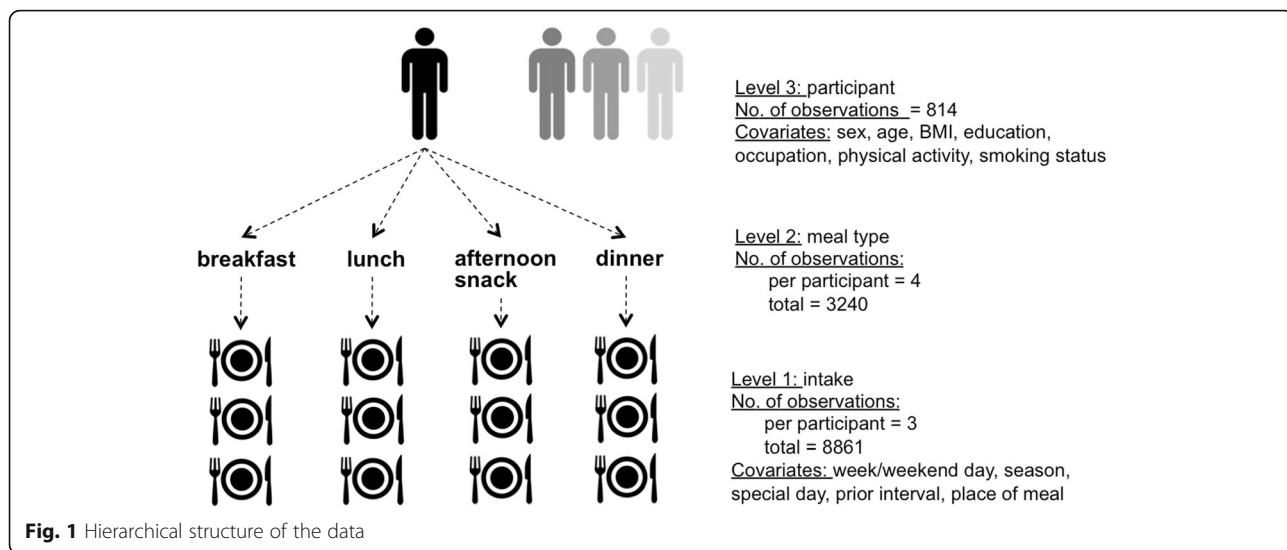 Level 3: participant
No. of observations = 814
Covariates: sex, age, BMI, education,
occupation, physical activity, smoking status
breakfast
lunch
afternoon
snack
dinner
Level 2: meal type
No. of observations:
per participant = 4
total = 3240
Level 1: intake
No. of observations:
per participant = 3
total = 8861
Covariates: week/weekend day, season,
special day, prior interval, place of meal
Fig. 1 Hierarchical structure of the data